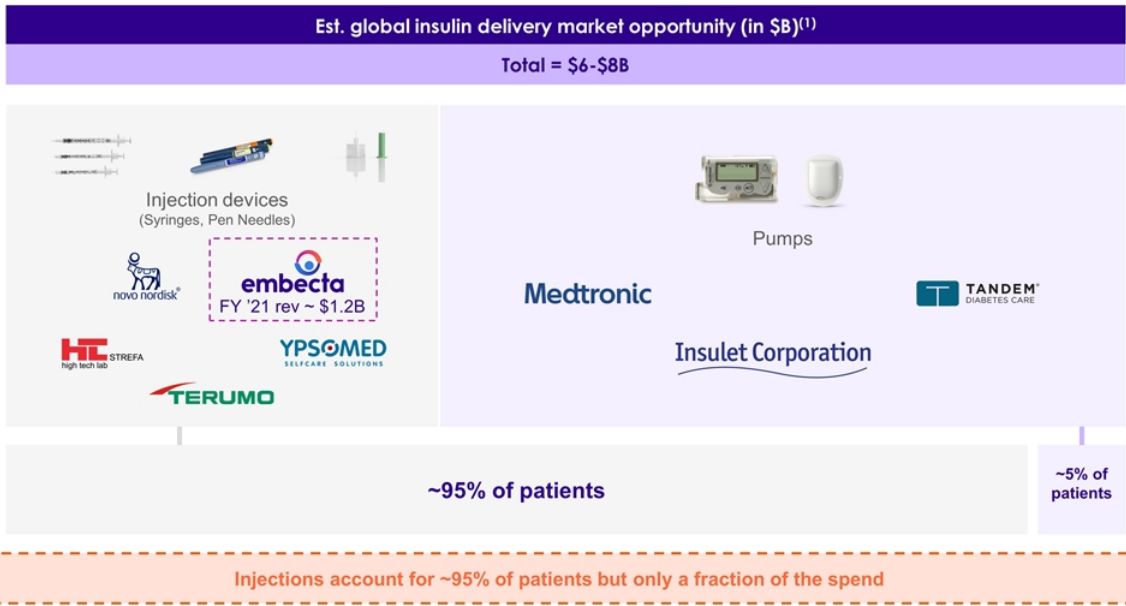 Est. global insulin delivery market opportunity (in $B)(1)
Total = $6-$8B
Injection devices
(Syringes, Pen Needles)
novo nordisk®
embecta
FY ’21 rev ~ $1.2B
HTL STREFA
high tech lab
YPSOMED
SELFCARE SOLUTIONS
TERUMO
Pumps
Medtronic
TANDEM®
DIABETES CARE
Insulet Corporation
~95% of patients
~5% of
patients
Injections account for ~95% of patients but only a fraction of the spend